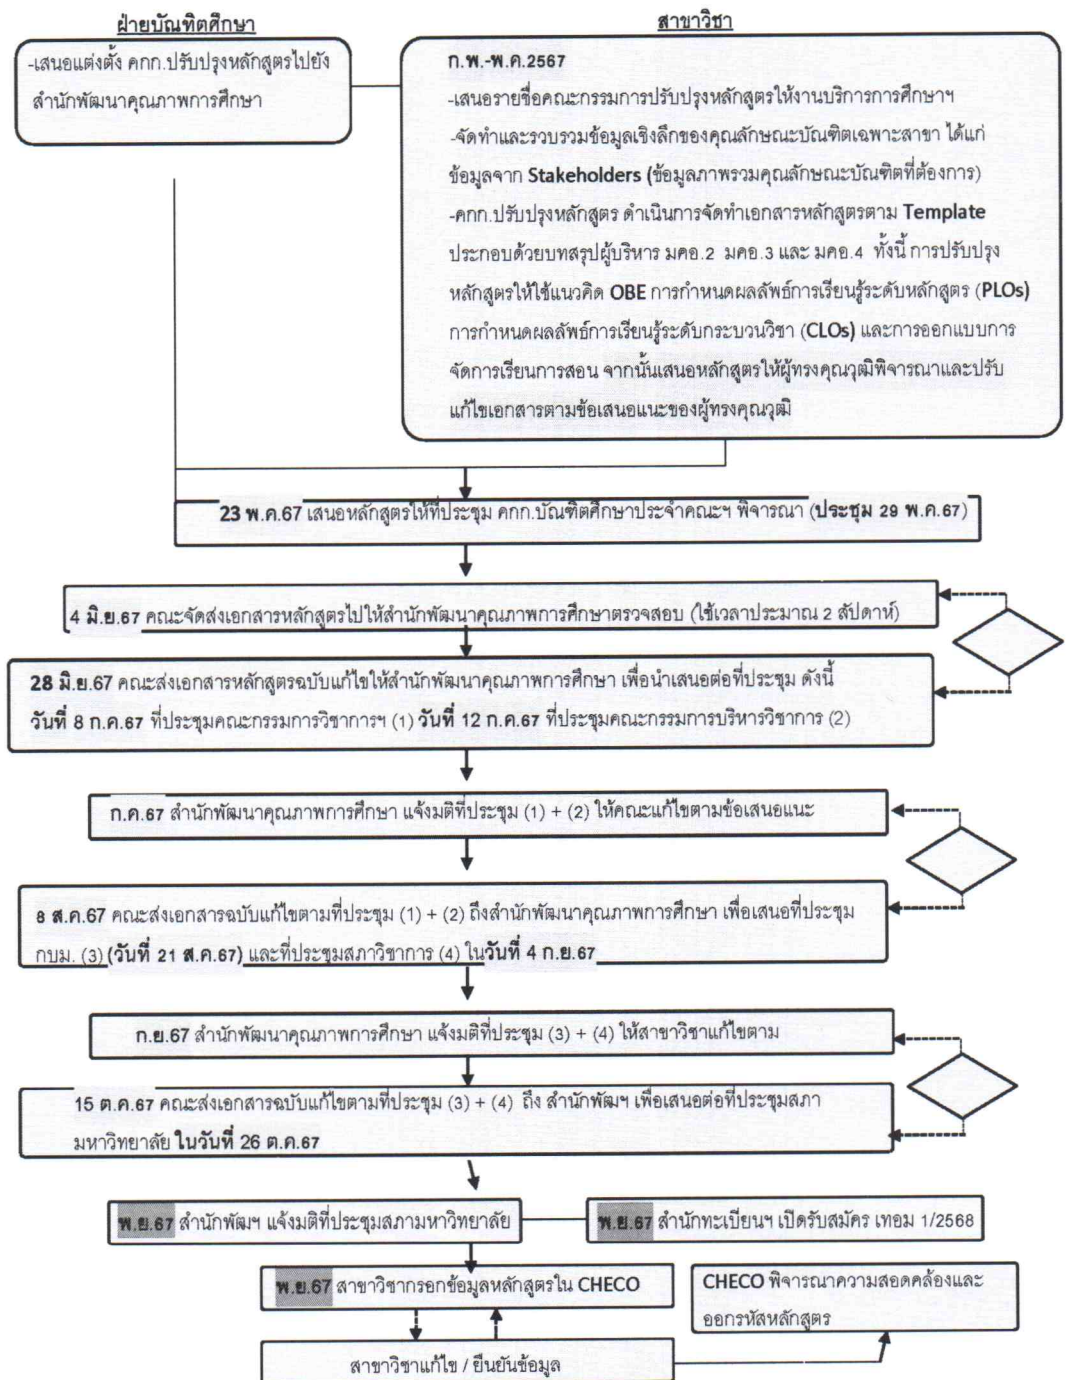 ฝ่ายบัณฑิตศึกษา
-เสนอแต่งตั้ง คกก.ปรับปรุงหลักสูตรไปยัง
สำนักพัฒนาคุณภาพการศึกษา
สาขาวิชา
ก.พ.-พ.ค.2567
-เสนอรายชื่อคณะกรรมการปรับปรุงหลักสูตรให้งานบริการการศึกษาฯ
-จัดทำและรวบรวมข้อมูลเชิงลึกของคุณลักษณะบัณฑิตเฉพาะสาขา ได้แก่
ข้อมูลจาก Stakeholders (ข้อมูลภาพรวมคุณลักษณะบัณฑิตที่ต้องการ)
-คกก.ปรับปรุงหลักสูตร ดำเนินการจัดทำเอกสารหลักสูตรตาม Template
ประกอบด้วยบทสรุปผู้บริหาร มคอ.2 มคอ.3 และ มคอ.4 ทั้งนี้ การปรับปรุง
หลักสูตรให้ใช้แนวคิด OBE การกำหนดผลลัพธ์การเรียนรู้ระดับหลักสูตร (PLOs)
การกำหนดผลลัพธ์การเรียนรู้ระดับกระบวนวิชา (CLOs) และการออกแบบการ
จัดการเรียนการสอน จากนั้นเสนอหลักสูตรให้ผู้ทรงคุณวุฒิพิจารณาและปรับ
แก้ไขเอกสารตามข้อเสนอแนะของผู้ทรงคุณวุฒิ
23 พ.ค.67 เสนอหลักสูตรให้ที่ประชุม คกก.บัณฑิตศึกษาประจำคณะฯ พิจารณา (ประชุม 29 พ.ค.67)
4 มิ.ย.67 คณะจัดส่งเอกสารหลักสูตรไปให้สำนักพัฒนาคุณภาพการศึกษาตรวจสอบ (ใช้เวลาประมาณ 2 สัปดาห์)
28 มิ.ย.67 คณะส่งเอกสารหลักสูตรฉบับแก้ไขให้สำนักพัฒนาคุณภาพการศึกษา เพื่อนำเสนอต่อที่ประชุม ดังนี้
วันที่ 8 ก.ค.67 ที่ประชุมคณะกรรมการวิชาการฯ (1) วันที่ 12 ก.ค.67 ที่ประชุมคณะกรรมการบริหารวิชาการ (2)
ก.ค.67 สำนักพัฒนาคุณภาพการศึกษา แจ้งมติที่ประชุม (1) + (2) ให้คณะแก้ไขตามข้อเสนอแนะ
8 ส.ค.67 คณะส่งเอกสารฉบับแก้ไขตามที่ประชุม (1) + (2) ถึงสำนักพัฒนาคุณภาพการศึกษา เพื่อเสนอที่ประชุม
กบม. (3) (วันที่ 21 ส.ค.67) และที่ประชุมสภาวิชาการ (4) ในวันที่ 4 ก.ย.67
ก.ย.67 สำนักพัฒนาคุณภาพการศึกษา แจ้งมติที่ประชุม (3) + (4) ให้สาขาวิชาแก้ไขตาม
15 ต.ค.67 คณะส่งเอกสารฉบับแก้ไขตามที่ประชุม (3) + (4) ถึง สำนักพัฒฯ เพื่อเสนอต่อที่ประชุมสภา
มหาวิทยาลัย ในวันที่ 26 ต.ค.67
พ.ย.67 สำนักพัฒฯ แจ้งมติที่ประชุมสภามหาวิทยาลัย
พ.ย.67 สำนักทะเบียนฯ เปิดรับสมัคร เทอม 1/2568
พ.ย.67 สาขาวิชากรอกข้อมูลหลักสูตรใน CHECO
CHECO พิจารณาความสอดคล้องและ
ออกรหัสหลักสูตร
สาขาวิชาแก้ไข / ยืนยันข้อมูล